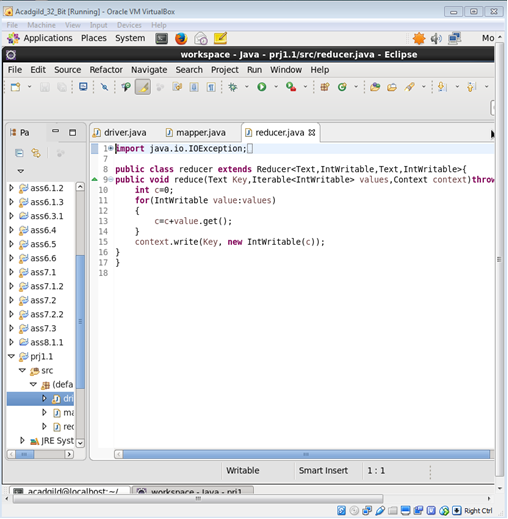 Acadgild_32_Bit [Running] - Oracle VM VirtualBox
File Machine View Input Devices Help
Applications Places System Mo
workspace - Java - prj1.1/src/reducer.java - Eclipse
File Edit Source Refactor Navigate Search Project Run Window Help
Pa
driver.java mapper.java reducer.java
ass6.1.2
ass6.1.3
ass6.3.1
ass6.4
ass6.5
ass6.6
ass7.1
ass7.1.2
ass7.2
ass7.2.2
ass7.3
ass8.1.1
prj1.1
src
(defa
dri
ma
red
JRE Syst
1 import java.io.IOException;
7
8 public class reducer extends Reducer<Text,IntWritable,Text,IntWritable>{
9 public void reduce(Text Key,Iterable<IntWritable> values,Context context)throw
10 int c=0;
11 for(IntWritable value:values)
12 {
13 c=c+value.get();
14 }
15 context.write(Key, new IntWritable(c));
16 }
17 }
18
Writable Smart Insert 1 : 1
acadgild@localhost:~/ workspace - Java - prj1
Right Ctrl